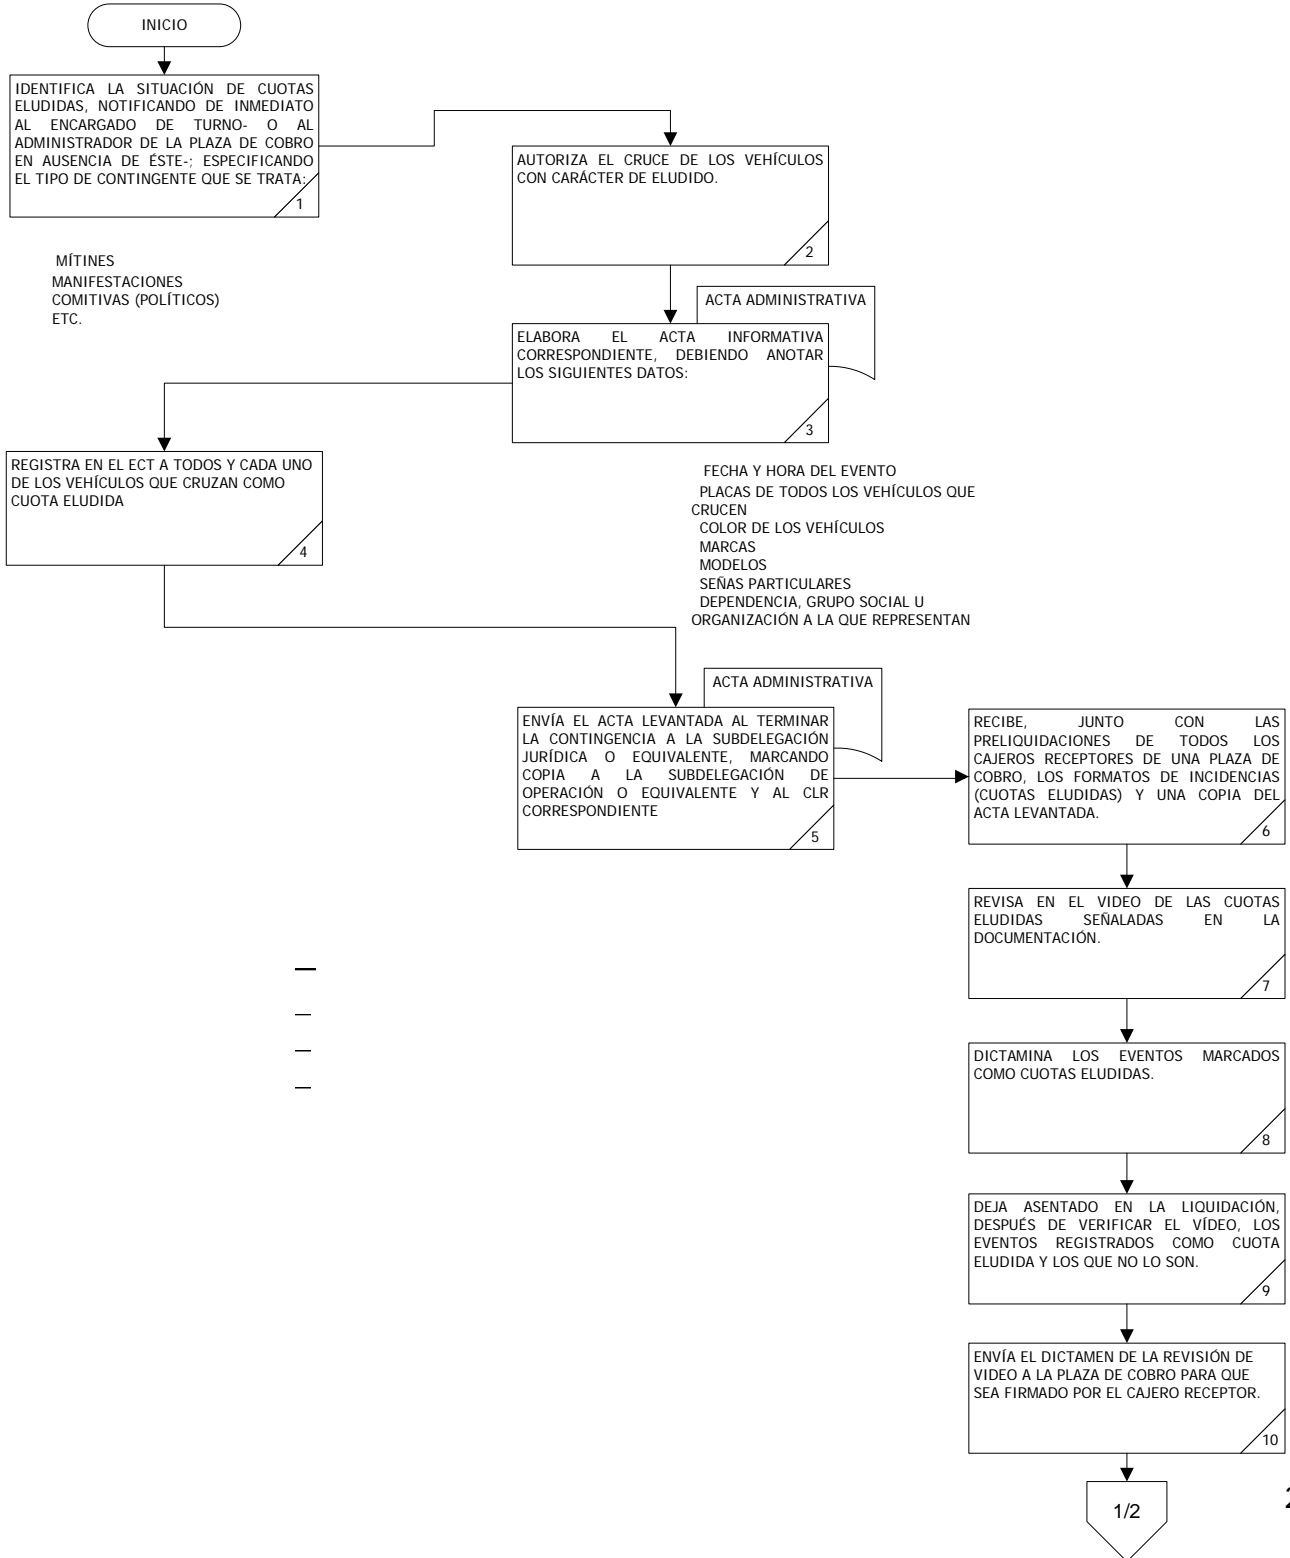 INICIO
IDENTIFICA LA SITUACIÓN DE CUOTAS
ELUDIDAS, NOTIFICANDO DE INMEDIATO
AL ENCARGADO DE TURNO- O AL
ADMINISTRADOR DE LA PLAZA DE COBRO
EN AUSENCIA DE ÉSTE-; ESPECIFICANDO
EL TIPO DE CONTINGENTE QUE SE TRATA:
1
MÍTINES
MANIFESTACIONES
COMITIVAS (POLÍTICOS)
ETC.
AUTORIZA EL CRUCE DE LOS VEHÍCULOS
CON CARÁCTER DE ELUDIDO.
2
ACTA ADMINISTRATIVA
ELABORA EL ACTA INFORMATIVA
CORRESPONDIENTE, DEBIENDO ANOTAR
LOS SIGUIENTES DATOS:
3
FECHA Y HORA DEL EVENTO
PLACAS DE TODOS LOS VEHÍCULOS QUE
CRUCEN
COLOR DE LOS VEHÍCULOS
MARCAS
MODELOS
SEÑAS PARTICULARES
DEPENDENCIA, GRUPO SOCIAL U
ORGANIZACIÓN A LA QUE REPRESENTAN
REGISTRA EN EL ECT A TODOS Y CADA UNO
DE LOS VEHÍCULOS QUE CRUZAN COMO
CUOTA ELUDIDA
4
ACTA ADMINISTRATIVA
ENVÍA EL ACTA LEVANTADA AL TERMINAR
LA CONTINGENCIA A LA SUBDELEGACIÓN
JURÍDICA O EQUIVALENTE, MARCANDO
COPIA A LA SUBDELEGACIÓN DE
OPERACIÓN O EQUIVALENTE Y AL CLR
CORRESPONDIENTE
5
RECIBE, JUNTO CON LAS
PRELIQUIDACIONES DE TODOS LOS
CAJEROS RECEPTORES DE UNA PLAZA DE
COBRO, LOS FORMATOS DE INCIDENCIAS
(CUOTAS ELUDIDAS) Y UNA COPIA DEL
ACTA LEVANTADA.
6
REVISA EN EL VIDEO DE LAS CUOTAS
ELUDIDAS SEÑALADAS EN LA
DOCUMENTACIÓN.
7
DICTAMINA LOS EVENTOS MARCADOS
COMO CUOTAS ELUDIDAS.
8
DEJA ASENTADO EN LA LIQUIDACIÓN,
DESPUÉS DE VERIFICAR EL VÍDEO, LOS
EVENTOS REGISTRADOS COMO CUOTA
ELUDIDA Y LOS QUE NO LO SON.
9
ENVÍA EL DICTAMEN DE LA REVISIÓN DE
VIDEO A LA PLAZA DE COBRO PARA QUE
SEA FIRMADO POR EL CAJERO RECEPTOR.
10
1/2